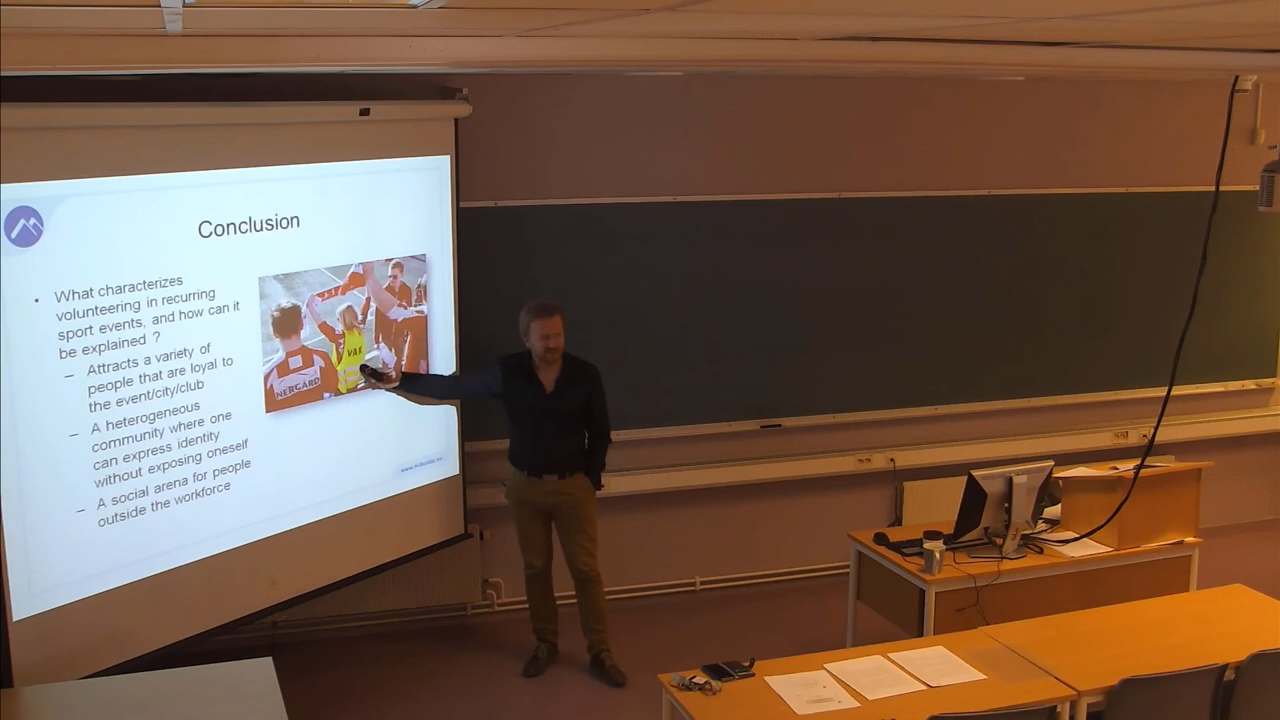 Conclusion
• What characterizes
volunteering in recurring
sport events, and how can it
be explained ?
– Attracts a variety of
people that are loyal to
the event/city/club
– A heterogeneous
community where one
can express identity
without exposing oneself
– A social arena for people
outside the workforce
NERGÅRD